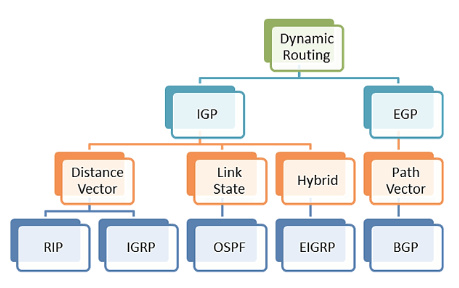 Dynamic
Routing
IGP
EGP
Distance
Vector
Link
State
Hybrid
Path
Vector
RIP
IGRP
OSPF
EIGRP
BGP